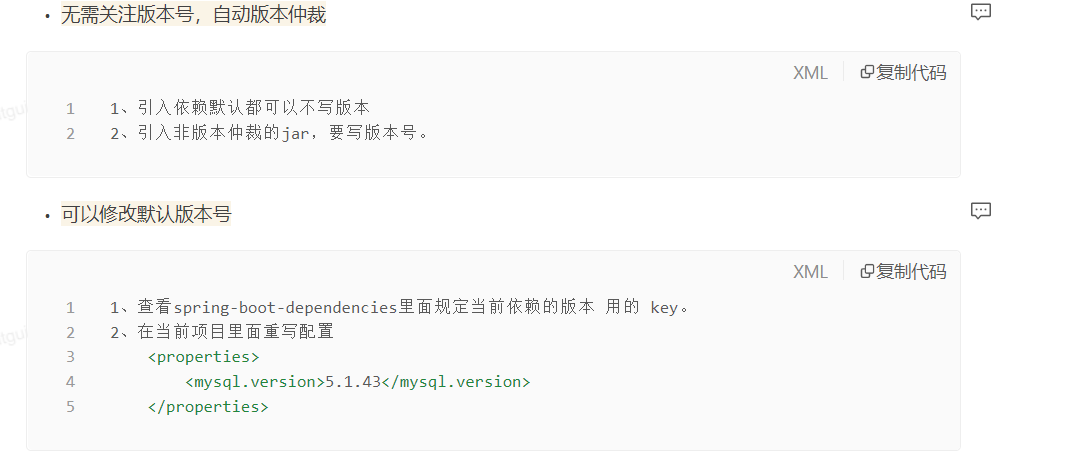 • 无需关注版本号，自动版本仲裁
XML 复制代码
1 1、引入依赖默认都可以不写版本
2 2、引入非版本仲裁的jar，要写版本号。
• 可以修改默认版本号
XML 复制代码
1 1、查看spring-boot-dependencies里面规定当前依赖的版本 用的 key。
2 2、在当前项目里面重写配置
3 <properties>
4 <mysql.version>5.1.43</mysql.version>
5 </properties>